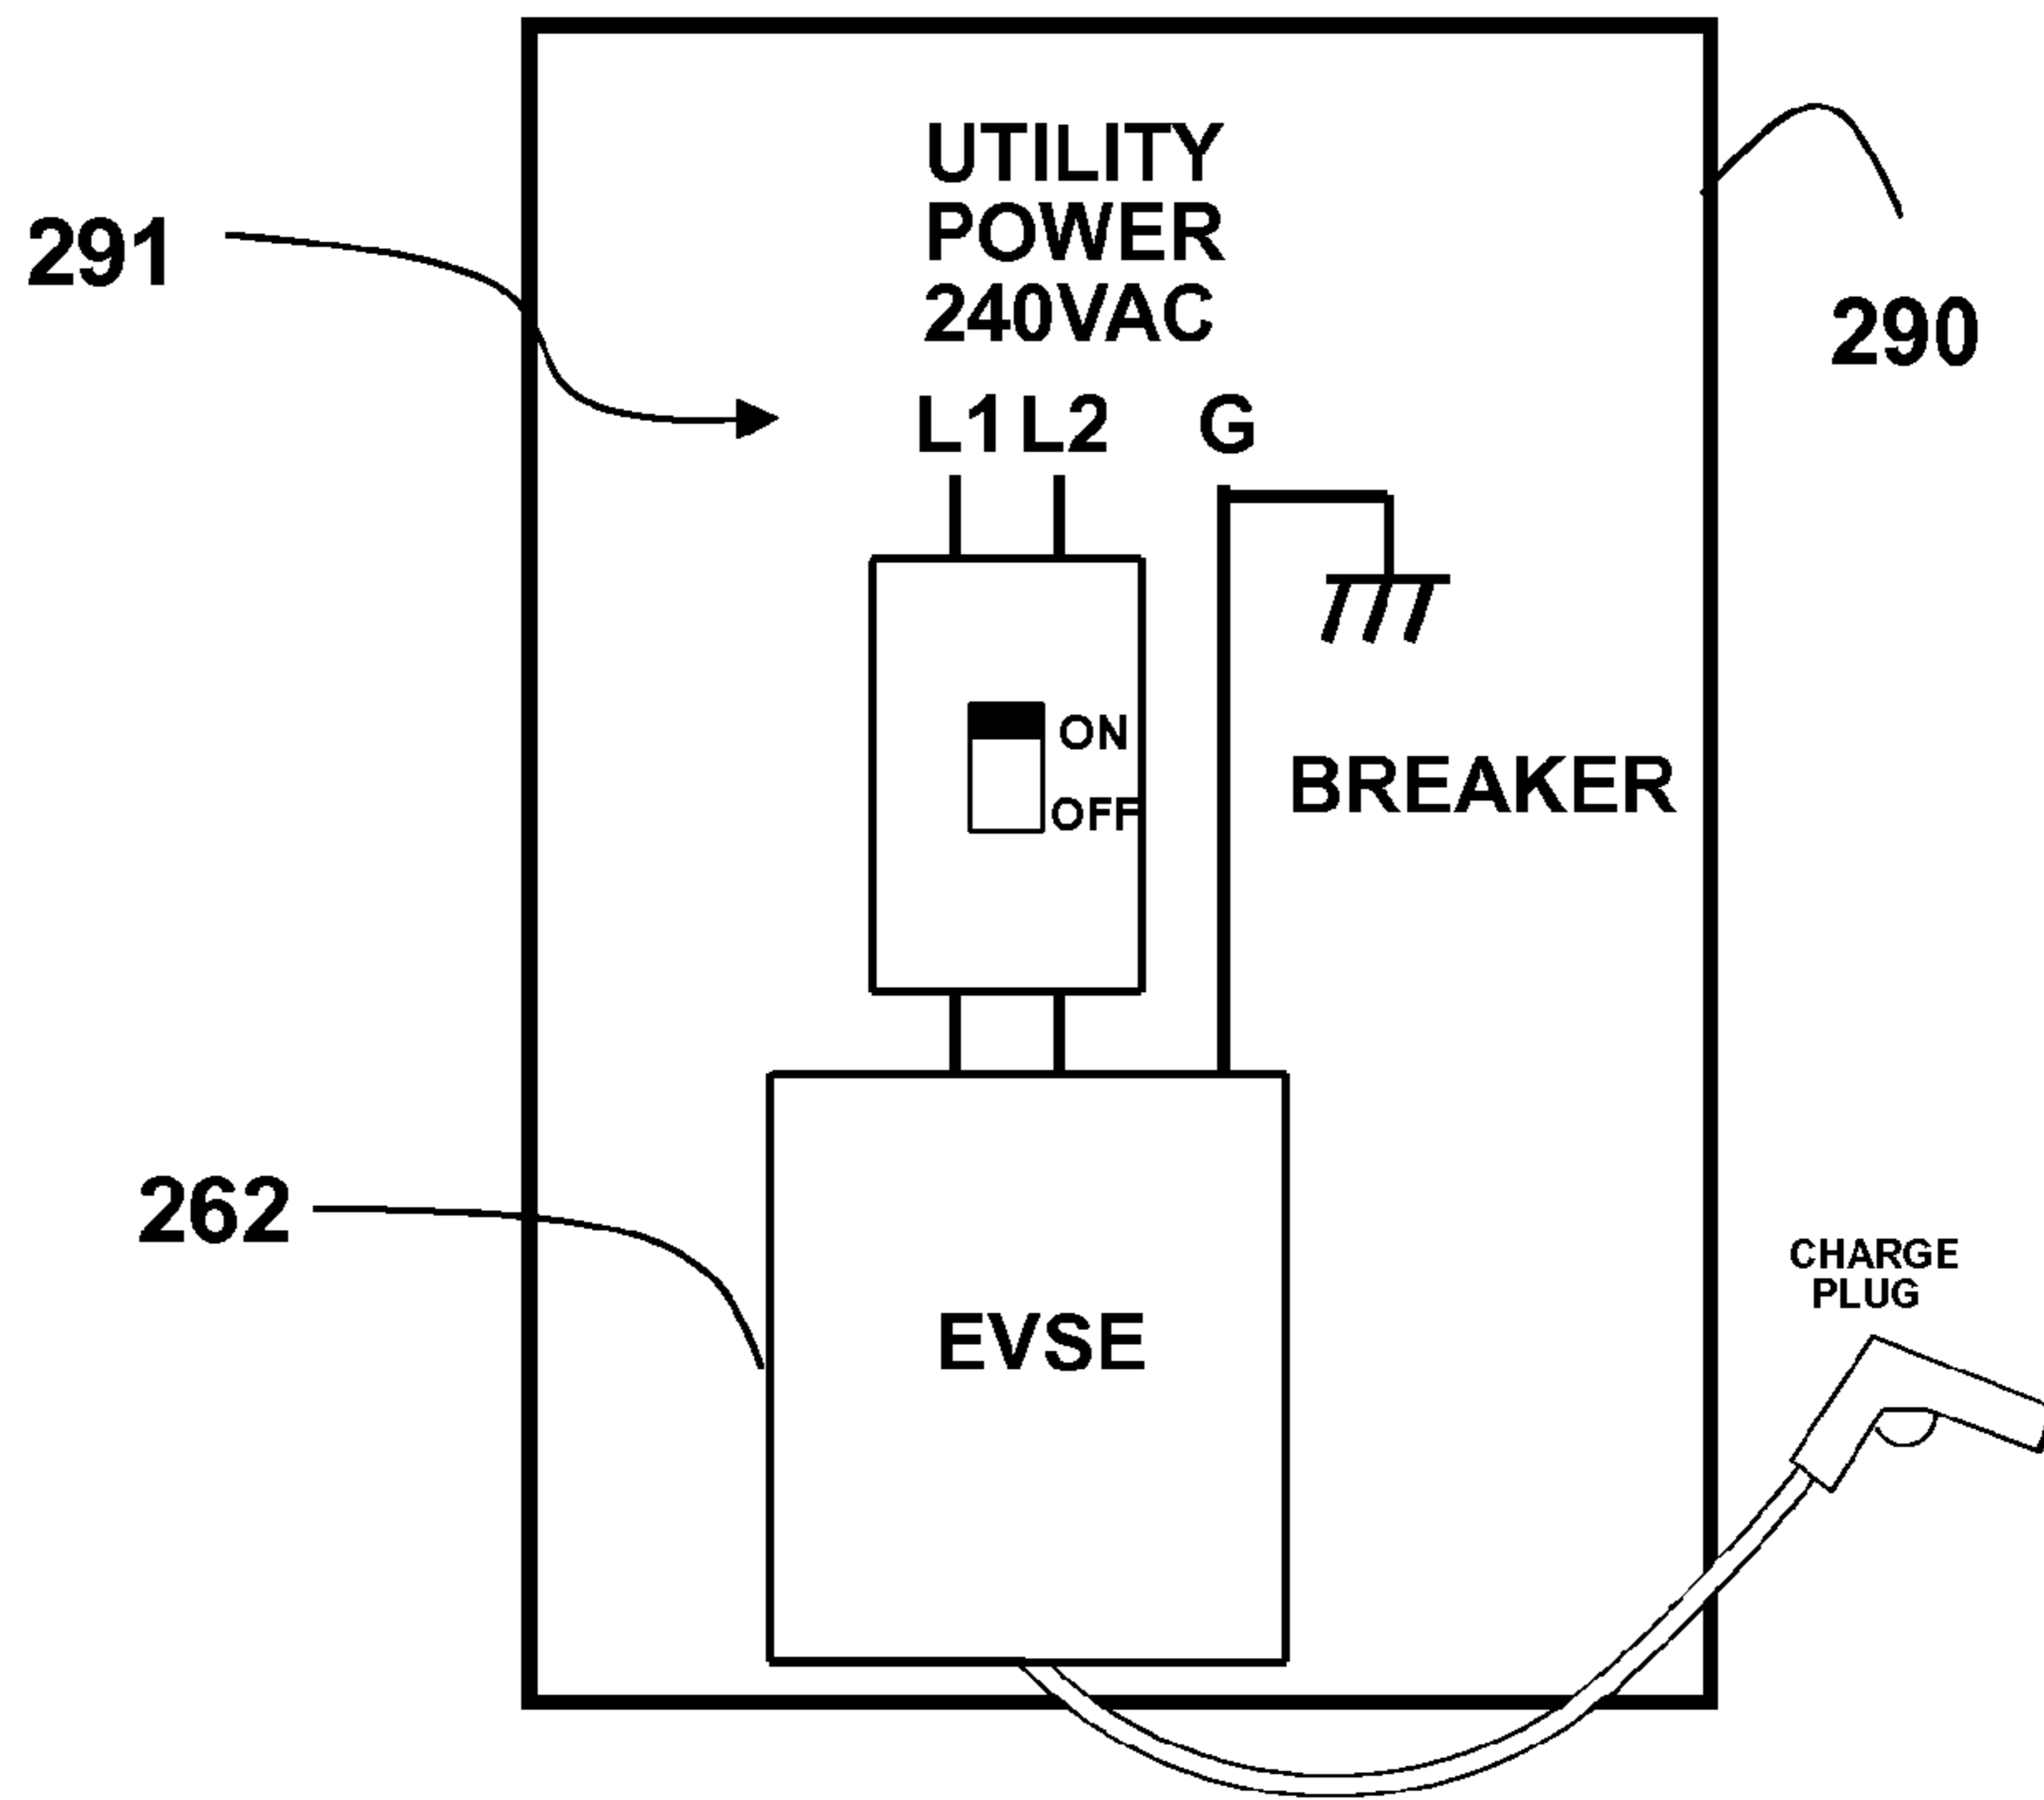 UTILITY
POWER
240VAC
291
290
L1 L2 G
ON
OFF
BREAKER
262
EVSE
CHARGE
PLUG